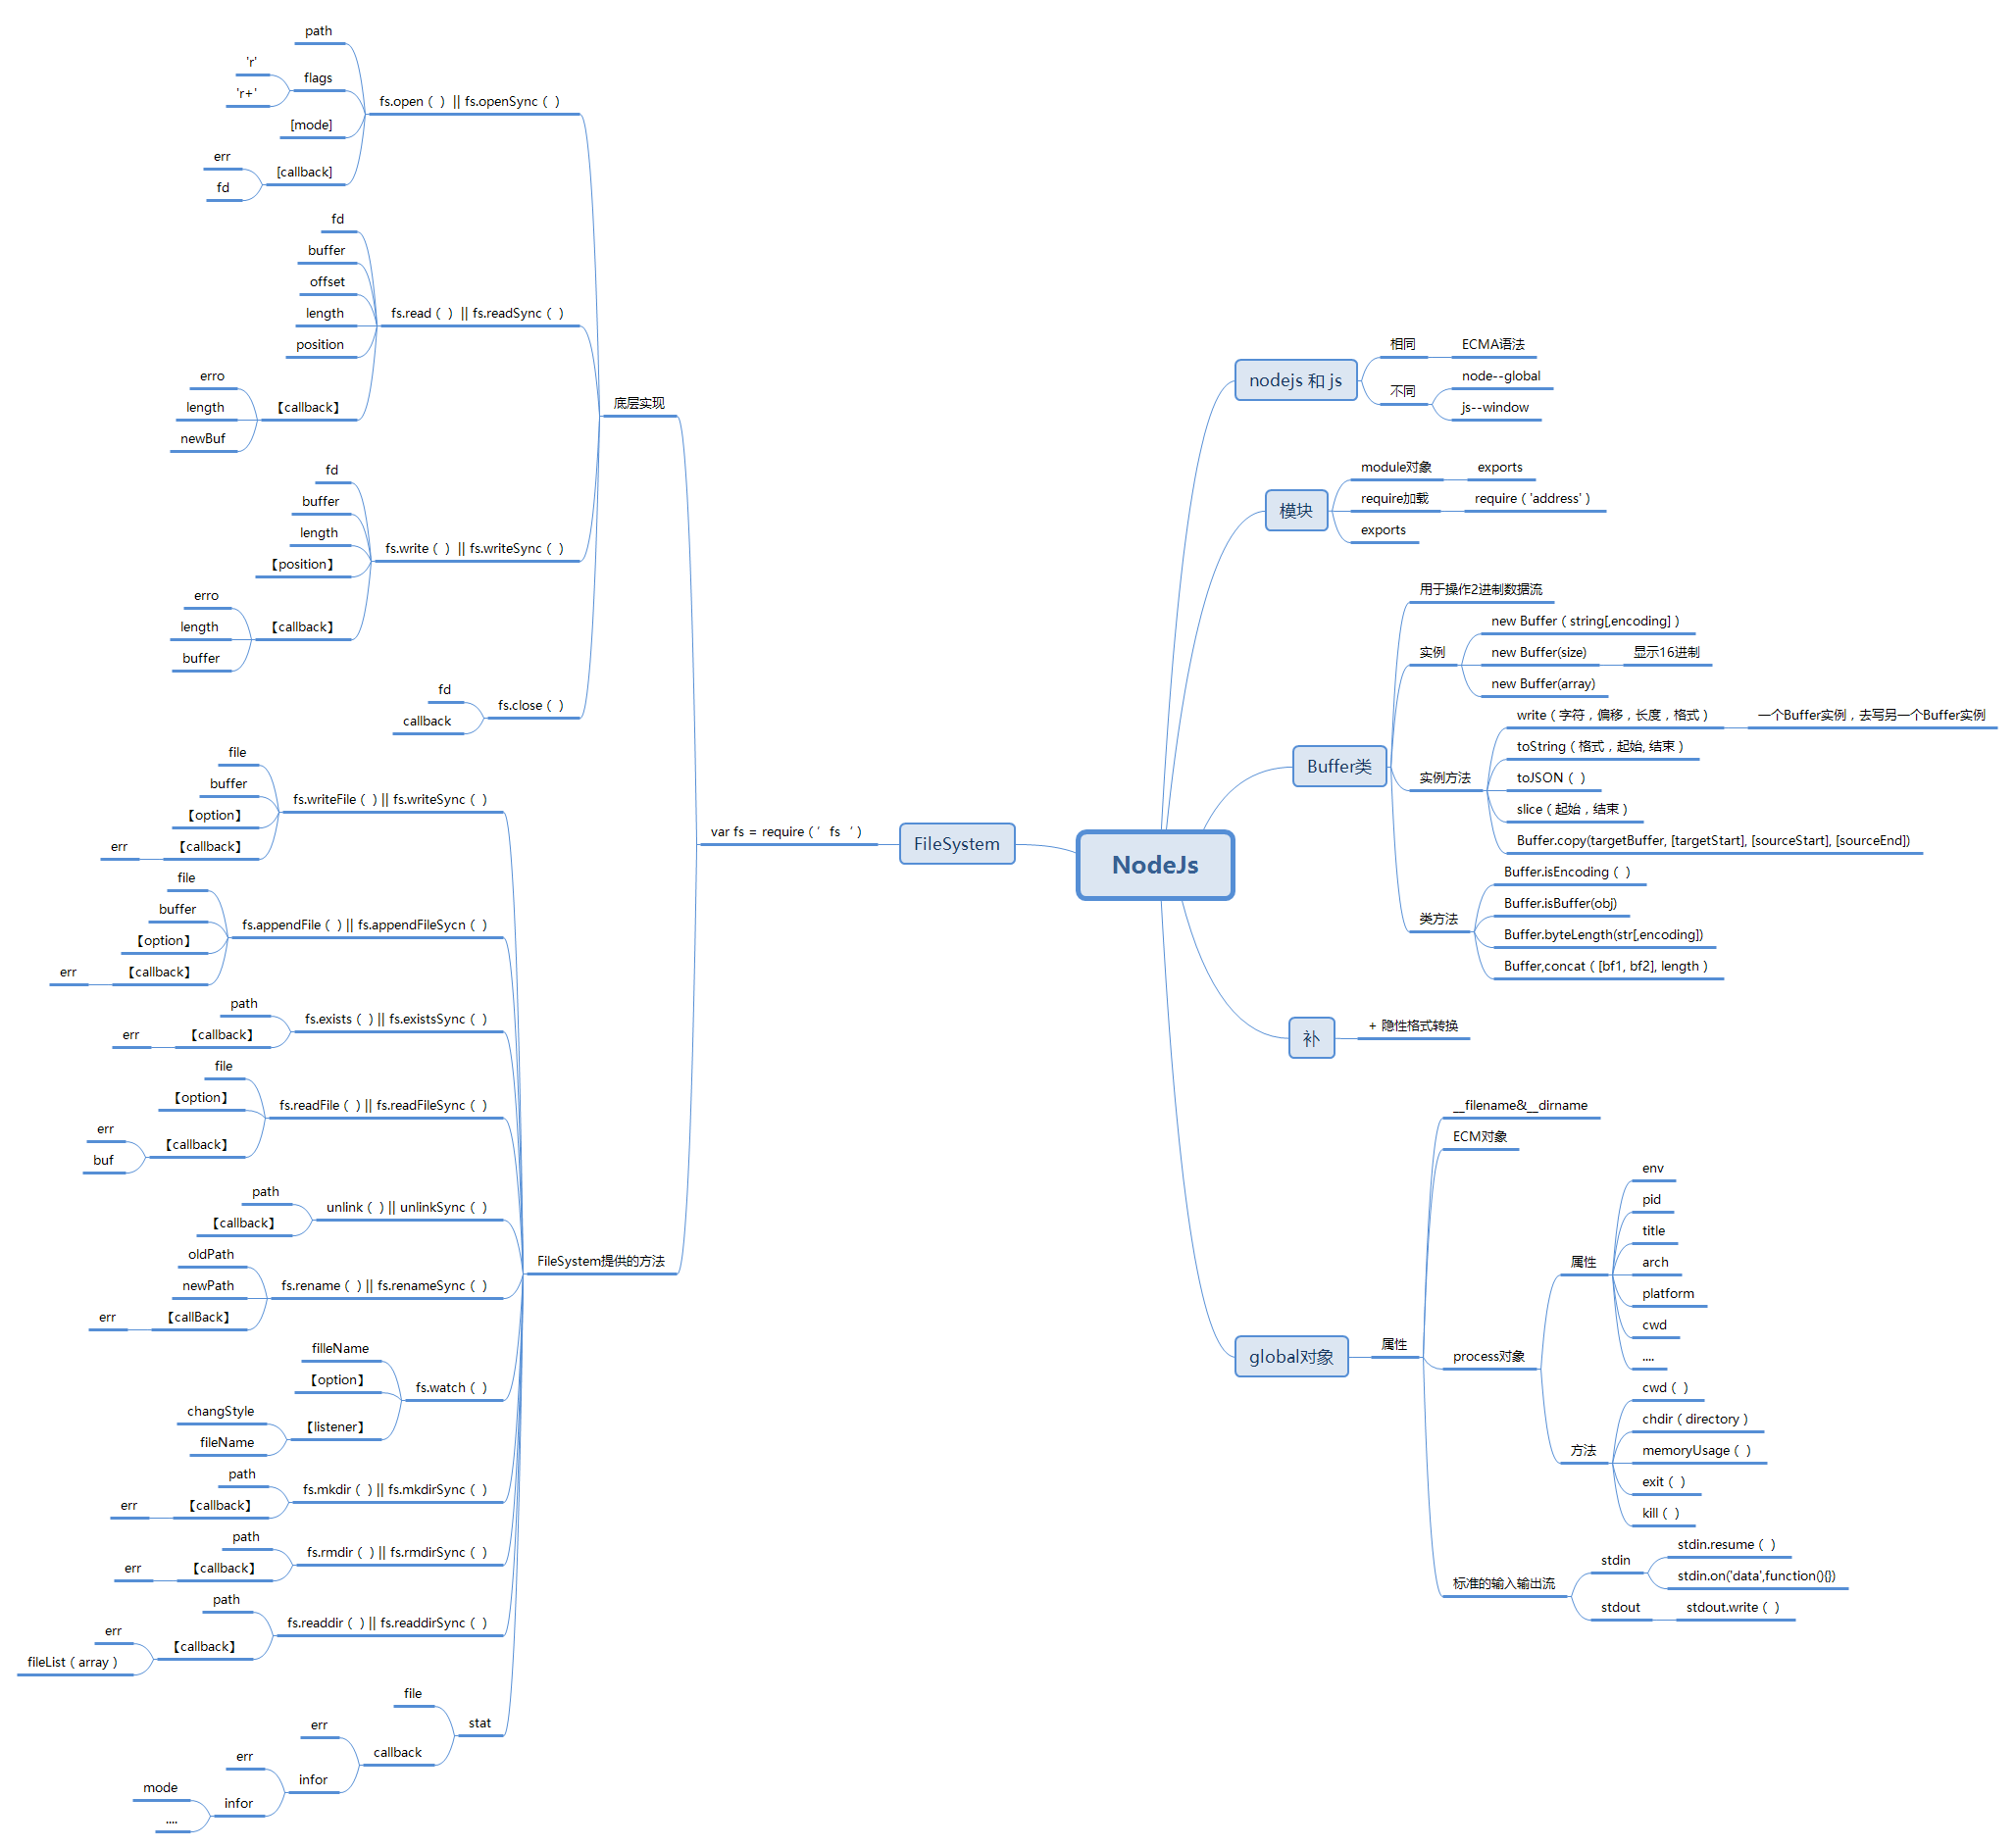 NodeJs
nodejs 和 js
相同
ECMA语法
不同
node--global
js--window
模块
module对象
exports
require加载
require（'address'）
exports
Buffer类
用于操作2进制数据流
实例
new Buffer（string[,encoding]）
new Buffer(size)
显示16进制
new Buffer(array)
实例方法
write（字符，偏移，长度，格式）
一个Buffer实例，去写另一个Buffer实例
toString（格式，起始, 结束）
toJSON（ ）
slice（起始，结束）
Buffer.copy(targetBuffer, [targetStart], [sourceStart], [sourceEnd])
类方法
Buffer.isEncoding（ ）
Buffer.isBuffer(obj)
Buffer.byteLength(str[,encoding])
Buffer,concat（[bf1, bf2], length）
补
+ 隐性格式转换
global对象
属性
__filename&__dirname
ECM对象
process对象
属性
env
pid
title
arch
platform
cwd
....
方法
cwd（ ）
chdir（directory）
memoryUsage（ ）
exit（ ）
kill（ ）
标准的输入输出流
stdin
stdin.resume（ ）
stdin.on('data',function(){})
stdout
stdout.write（ ）
FileSystem
var fs = require（’fs‘）
底层实现
fs.open（ ） || fs.openSync（ ）
path
flags
'r'
'r+'
[mode]
[callback]
err
fd
fs.read（ ） || fs.readSync（ ）
fd
buffer
offset
length
position
【callback】
erro
length
newBuf
fs.write（ ） || fs.writeSync（ ）
fd
buffer
length
【position】
【callback】
erro
length
buffer
fs.close（ ）
fd
callback
FileSystem提供的方法
fs.writeFile（ ）|| fs.writeSync（ ）
file
buffer
【option】
【callback】
err
fs.appendFile（ ）|| fs.appendFileSycn（ ）
file
buffer
【option】
【callback】
err
fs.exists（ ）|| fs.existsSync（ ）
path
【callback】
err
fs.readFile（ ）|| fs.readFileSync（ ）
file
【option】
【callback】
err
buf
unlink（ ）|| unlinkSync（ ）
path
【callback】
fs.rename（ ）|| fs.renameSync（ ）
oldPath
newPath
【callBack】
err
fs.watch（ ）
filleName
【option】
【listener】
changStyle
fileName
fs.mkdir（ ）|| fs.mkdirSync（ ）
path
【callback】
err
fs.rmdir（ ）|| fs.rmdirSync（ ）
path
【callback】
err
fs.readdir（ ）|| fs.readdirSync（ ）
path
【callback】
err
fileList（array）
stat
file
callback
err
infor
err
infor
mode
....